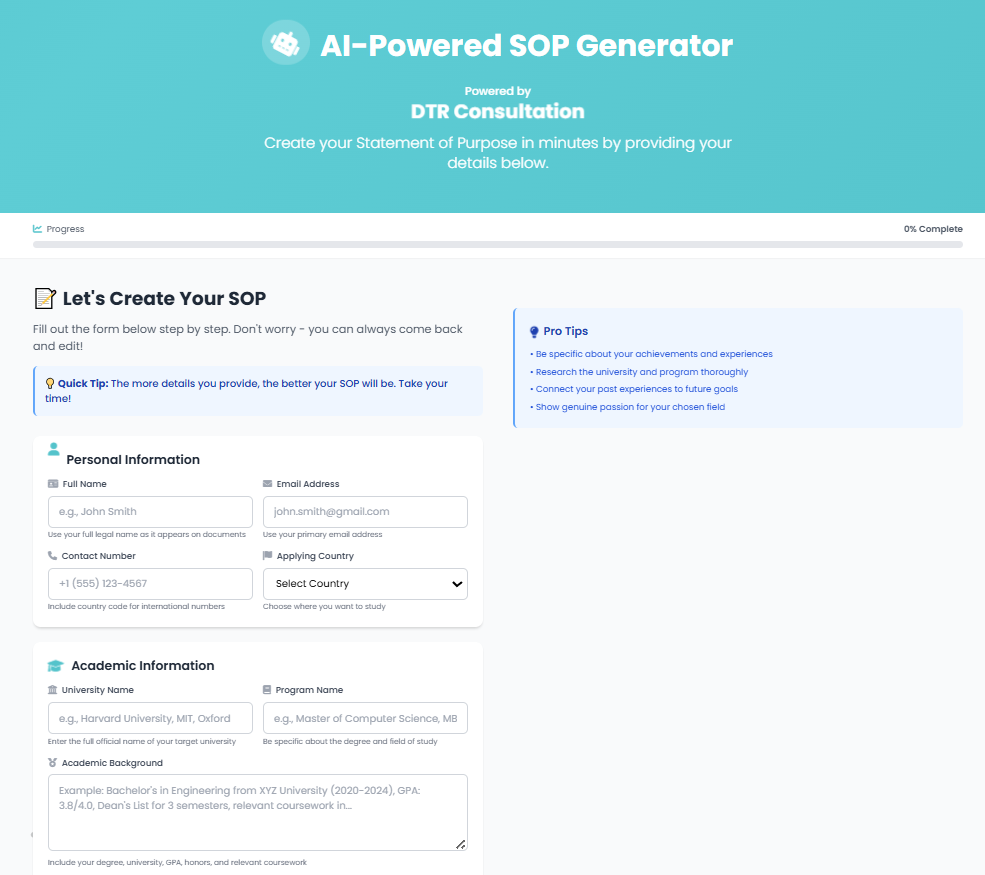 AI-Powered SOP Generator
Powered by
DTR Consultation
Create your Statement of Purpose in minutes by providing your
details below.
Progress
0% Complete
Let's Create Your SOP
Fill out the form below step by step. Don't worry - you can always come back
and edit!
Quick Tip: The more details you provide, the better your SOP will be. Take your
time!
Pro Tips
• Be specific about your achievements and experiences
• Research the university and program thoroughly
• Connect your past experiences to future goals
• Show genuine passion for your chosen field
Personal Information
Full Name
Email Address
e.g., John Smith
john.smith@gmail.com
Use your full legal name as it appears on documents
Use your primary email address
Contact Number
Applying Country
+1 (555) 123-4567
Select Country
Include country code for international numbers
Choose where you want to study
Academic Information
University Name
Program Name
e.g., Harvard University, MIT, Oxford
e.g., Master of Computer Science, MB
Enter the full official name of your target university
Be specific about the degree and field of study
Academic Background
Example: Bachelor's in Engineering from XYZ University (2020-2024), GPA:
3.8/4.0, Dean's List for 3 semesters, relevant coursework in...
Include your degree, university, GPA, honors, and relevant coursework